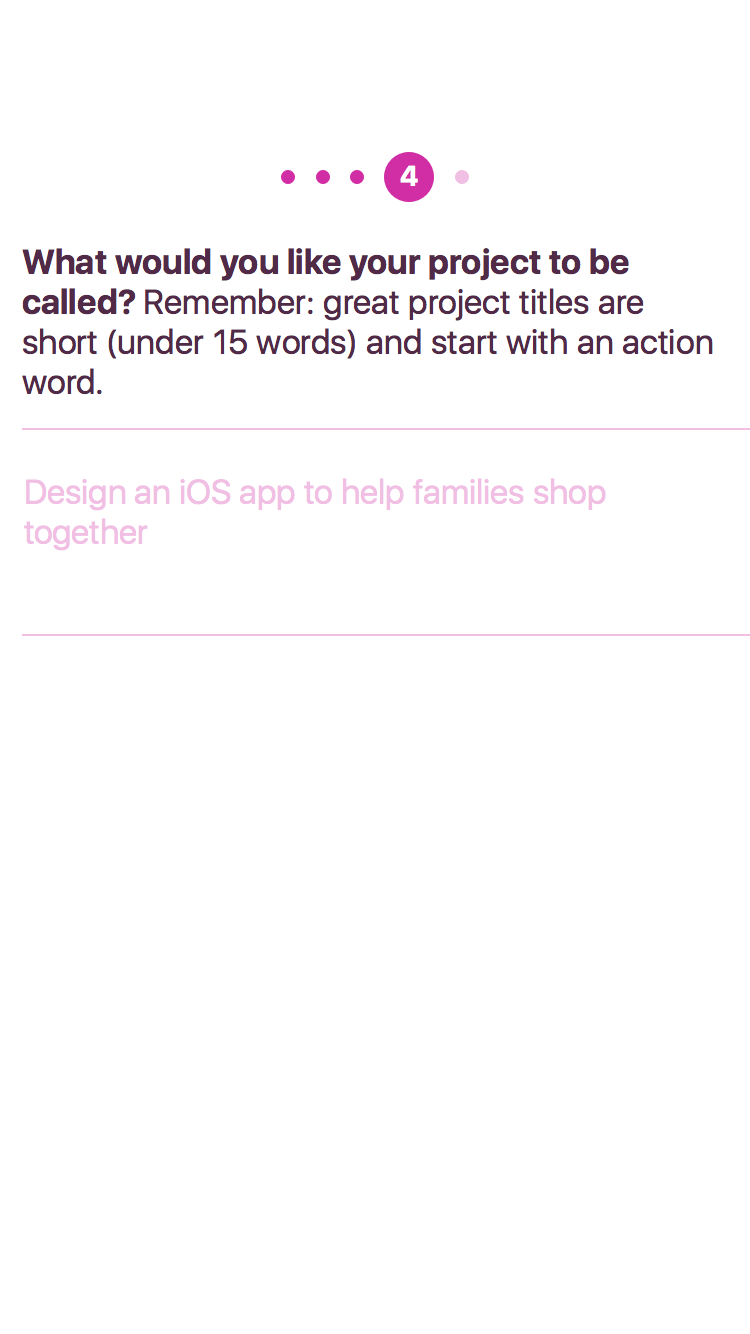 4
What would you like your project to be
called? Remember: great project titles are
short (under 15 words) and start with an action
word.
Design an iOS app to help families shop
together